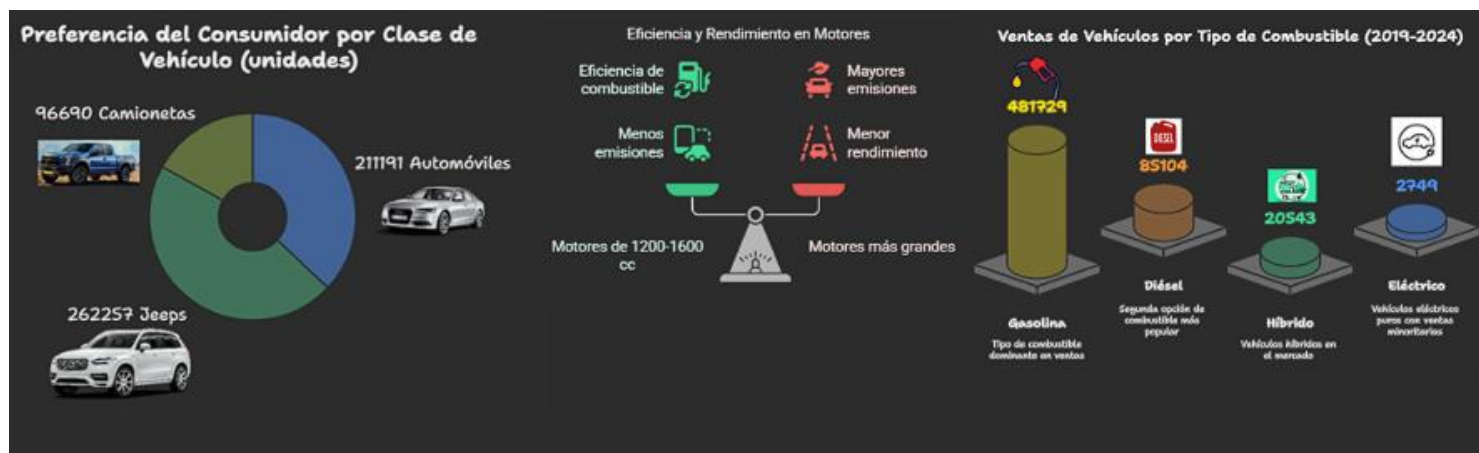 Preferencia del Consumidor por Clase de
Vehículo (unidades)
96690 Camionetas
211191 Automóviles
262257 Jeeps
Eficiencia y Rendimiento en Motores
Eficiencia de
combustible
Mayores
emisiones
Menos
emisiones
Menor
rendimiento
Motores de 1200-1600
cc
Motores más grandes
Ventas de Vehículos por Tipo de Combustible (2019-2024)
481729
DIESEL
85104
20543
2749
Gasolina
Tipo de combustible
dominante en ventas
Diésel
Segunda opción de
combustible más
popular
Híbrido
Vehículos híbridos en
el mercado
Eléctrico
Vehículos eléctricos
puros con ventas
minoritarias